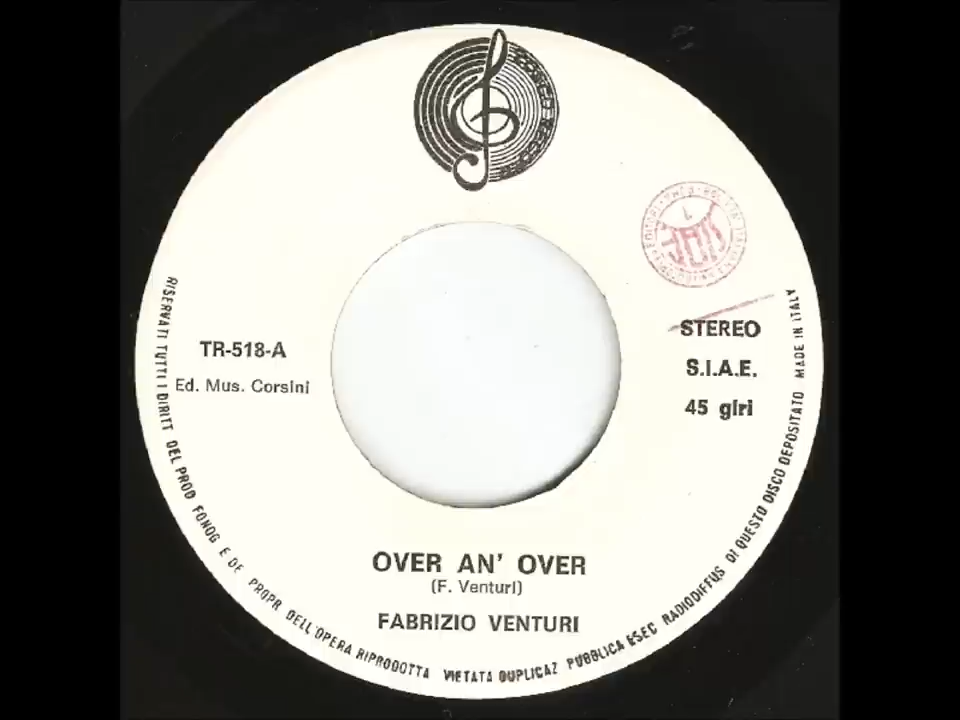 TR-518-A
Ed. Mus. Corsini
STEREO
S.I.A.E.
45 giri
OVER AN' OVER
(F. Venturi)
FABRIZIO VENTURI
RISERVATI TUTTI I DIRITT DEL PROD FONOG E DE PROPR DELL'OPERA RIPRODOTTA VIETATA DUPLICAZ PUBBLICA ESEC RADIODIFFUS DI QUESTO DISCO DEPOSITATO MADE IN ITALY